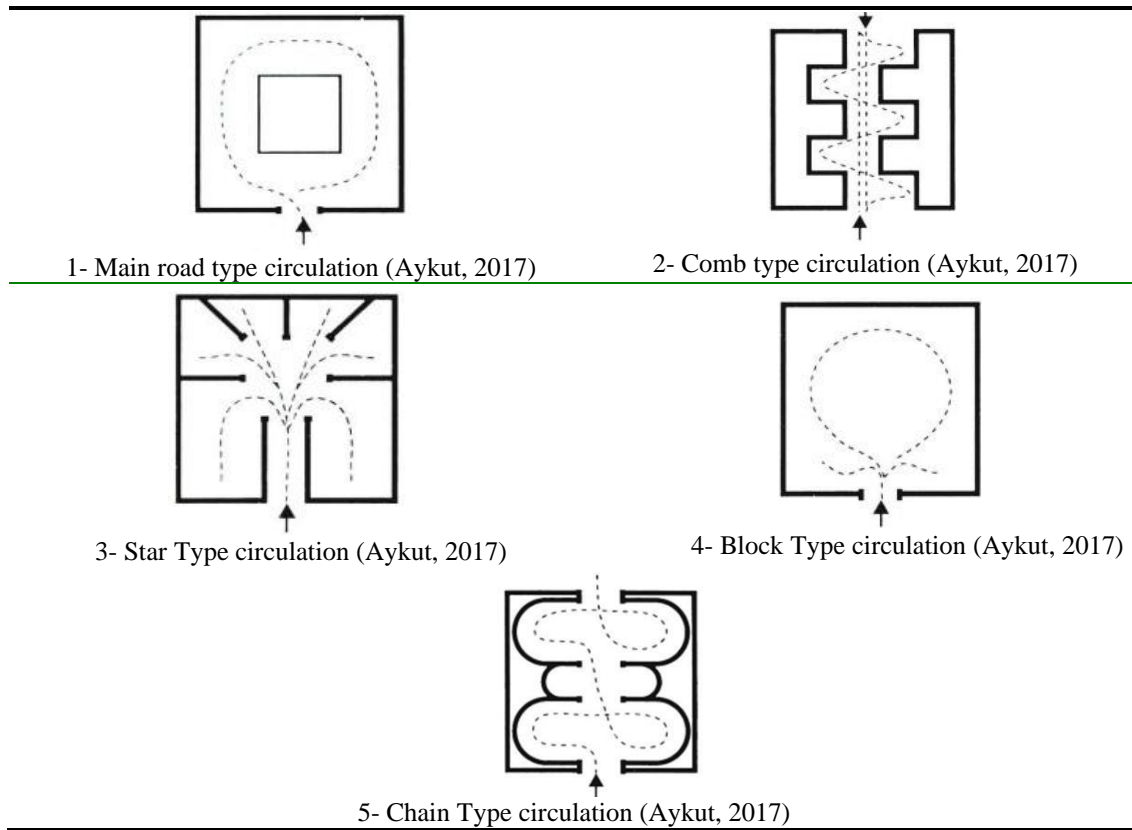 1- Main road type circulation (Aykut, 2017)
2- Comb type circulation (Aykut, 2017)
3- Star Type circulation (Aykut, 2017)
4- Block Type circulation (Aykut, 2017)
5- Chain Type circulation (Aykut, 2017)